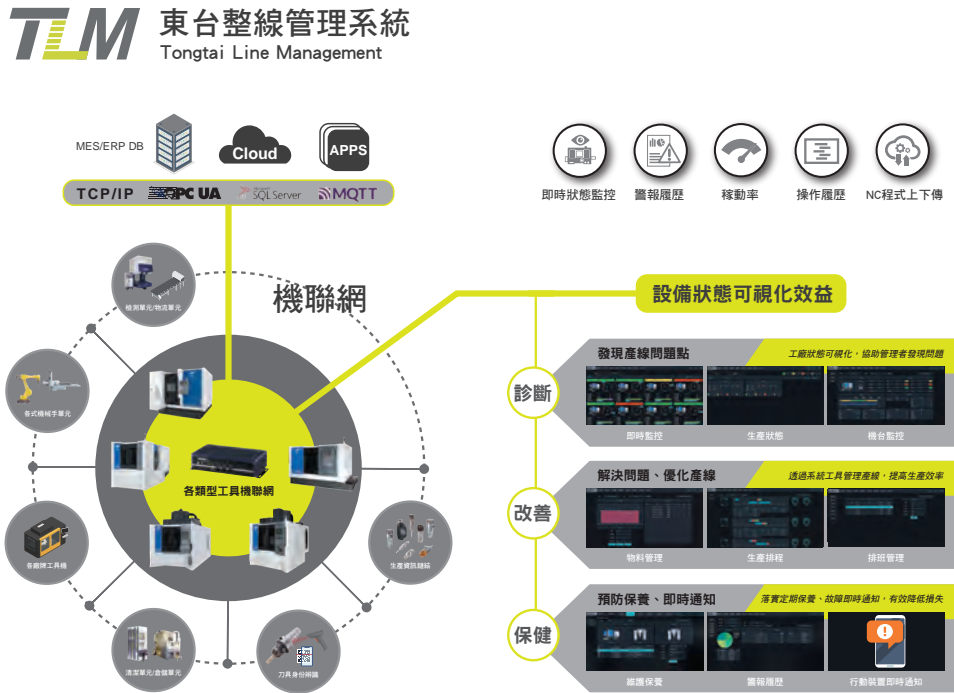 TLM 東台整線管理系統
Tongtai Line Management
MES/ERP DB
Cloud
APPS
TCP/IP
OPC UA
Microsoft
SQL Server
MQTT
即時狀態監控
警報履歷
稼動率
操作履歷
NC程式上下傳
機聯網
檢測單元/物流單元
各式機械手單元
各廠牌工具機
清潔單元/倉儲單元
刀具身份辨識
生產資訊鏈結
各類型工具機聯網
設備狀態可視化效益
診斷
發現產線問題點
工廠狀態可視化，協助管理者發現問題
即時監控
生產狀態
機台監控
改善
解決問題、優化產線
透過系統工具管理產線，提高生產效率
物料管理
生產排程
排班管理
保健
預防保養、即時通知
落實定期保養、故障即時通知，有效降低損失
維護保養
警報履歷
行動裝置即時通知